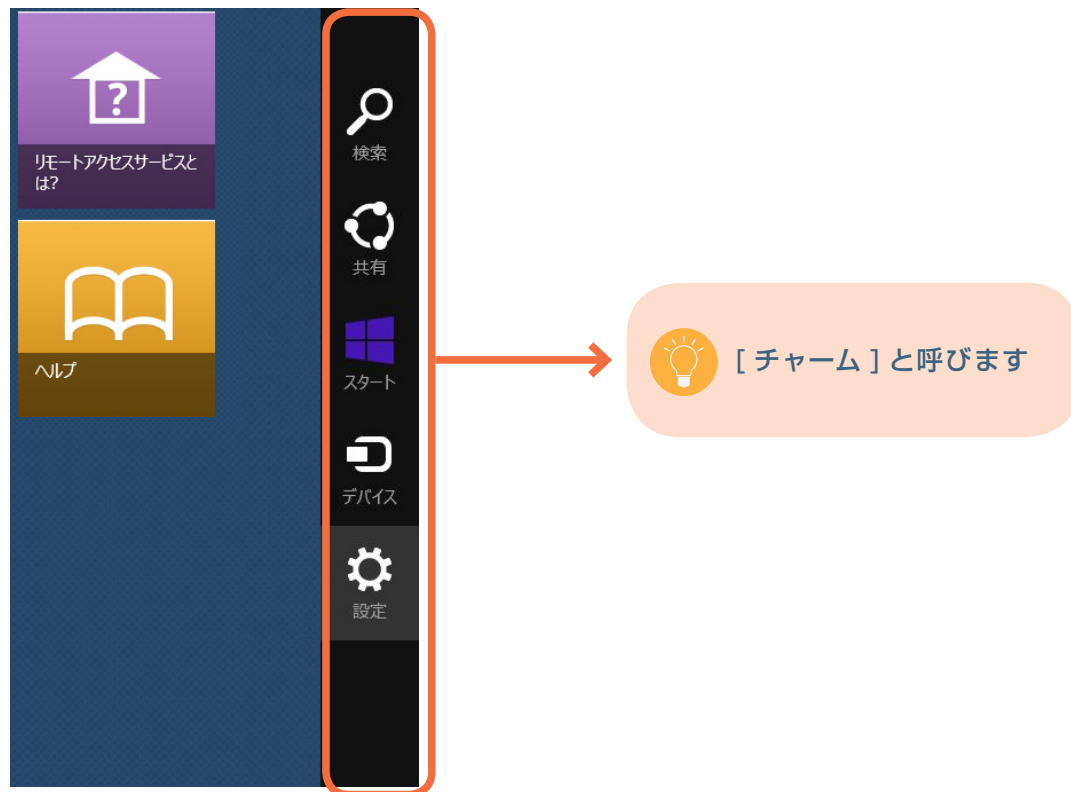 リモートアクセスサービスと
は?
ヘルプ
検索
共有
スタート
デバイス
設定
[ チャーム ] と呼びます